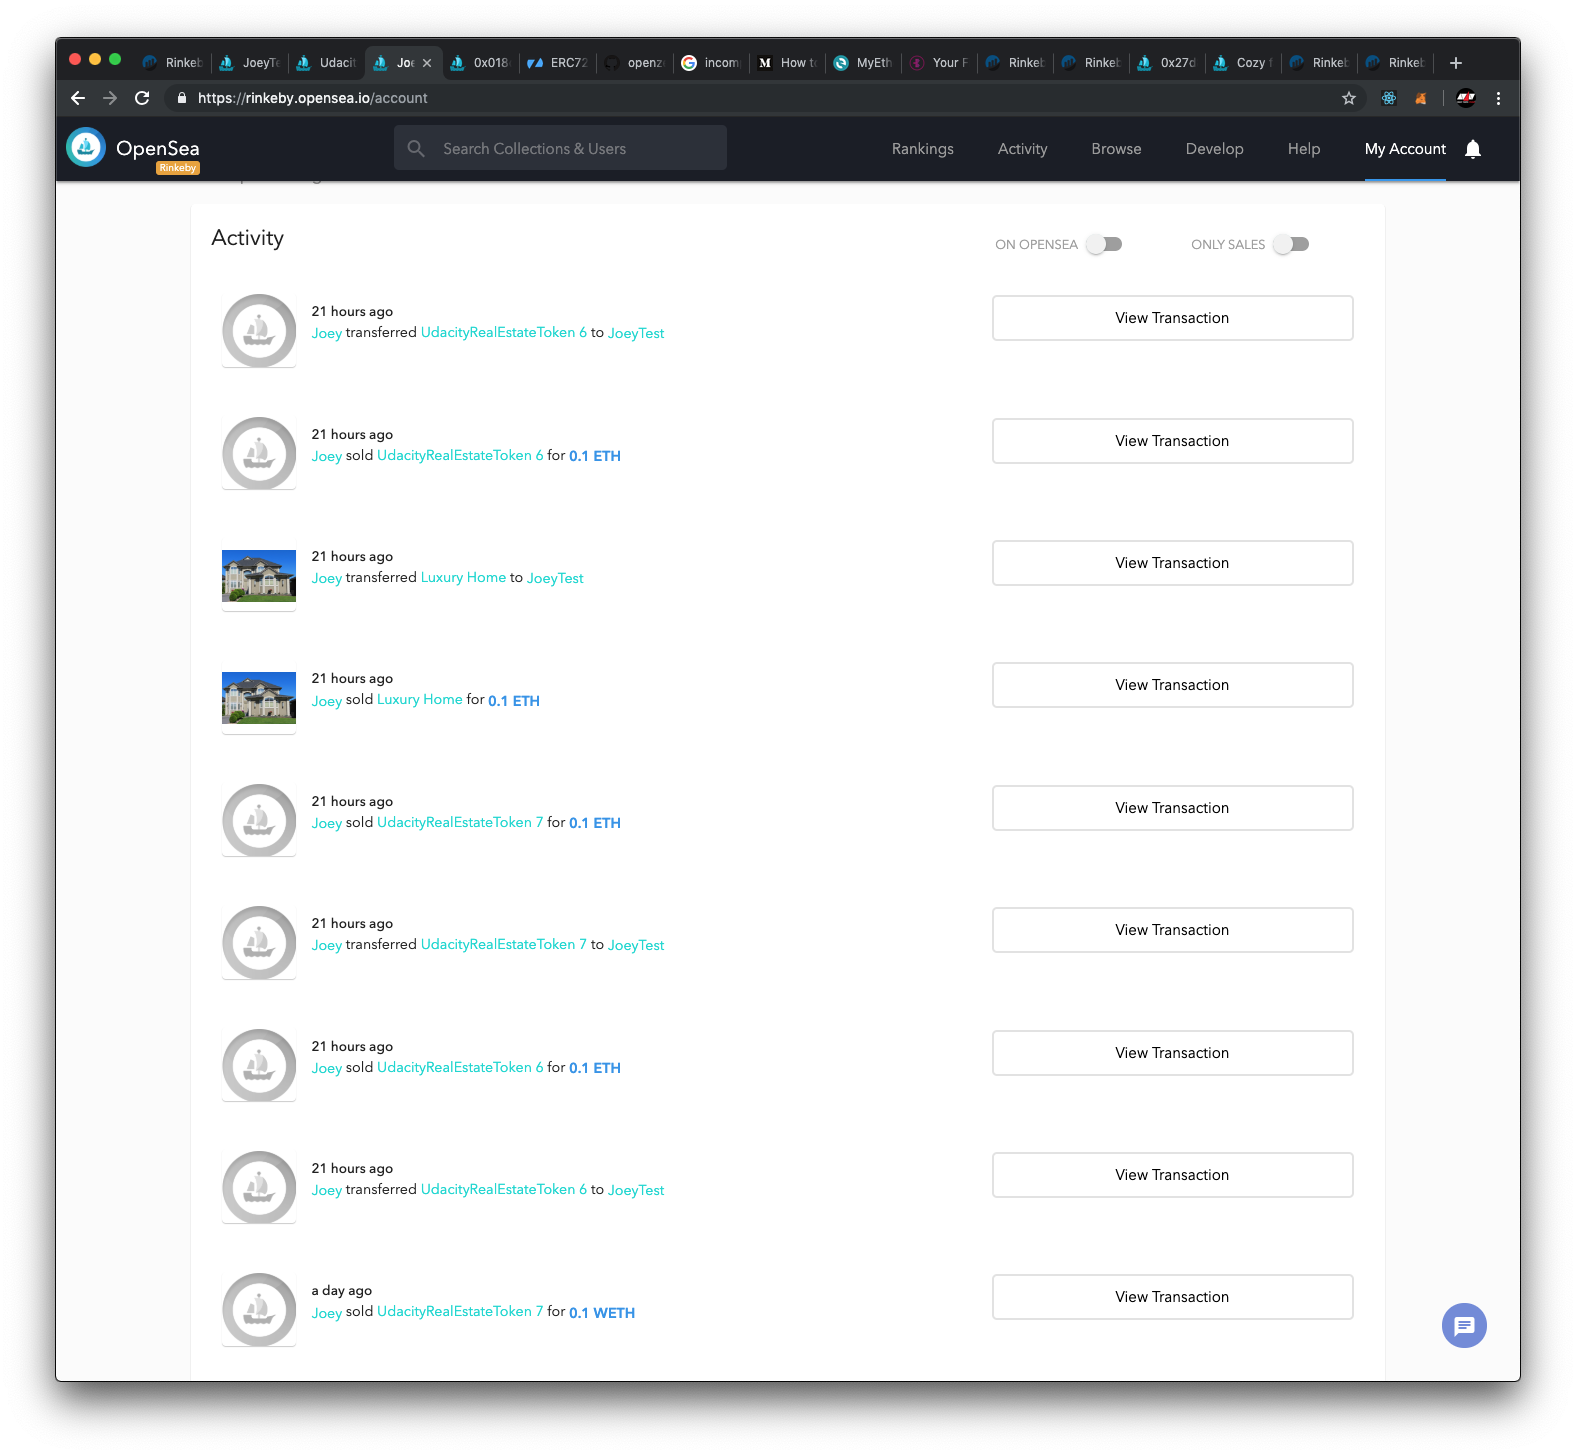 Rinkeb
JoeyTe
Udacit
Joe
0x018
ERC72
openz
incom
How to
MyEth
Your F
Rinkeb
Rinkeb
0x27d
Cozy f
Rinkeb
Rinkeb
https://rinkeby.opensea.io/account
OpenSea
Rinkeby
Search Collections & Users
Rankings
Activity
Browse
Develop
Help
My Account
Activity
ON OPENSEA
ONLY SALES
21 hours ago
Joey transferred UdacityRealEstateToken 6 to JoeyTest
View Transaction
21 hours ago
Joey sold UdacityRealEstateToken 6 for 0.1 ETH
View Transaction
21 hours ago
Joey transferred Luxury Home to JoeyTest
View Transaction
21 hours ago
Joey sold Luxury Home for 0.1 ETH
View Transaction
21 hours ago
Joey sold UdacityRealEstateToken 7 for 0.1 ETH
View Transaction
21 hours ago
Joey transferred UdacityRealEstateToken 7 to JoeyTest
View Transaction
21 hours ago
Joey sold UdacityRealEstateToken 6 for 0.1 ETH
View Transaction
21 hours ago
Joey transferred UdacityRealEstateToken 6 to JoeyTest
View Transaction
a day ago
Joey sold UdacityRealEstateToken 7 for 0.1 WETH
View Transaction